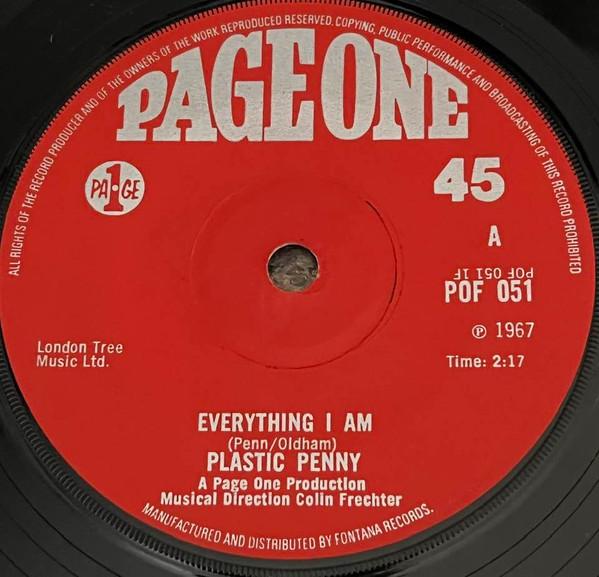 ALL RIGHTS OF THE RECORD PRODUCER AND OF THE OWNERS OF THE WORK REPRODUCED RESERVED. COPYING, PUBLIC PERFORMANCE AND BROADCASTING OF THIS RECORD PROHIBITED
PAGE ONE
PA·GE
1
45
A
POF 051 1F
POF 051
℗ 1967
London Tree
Music Ltd.
Time: 2:17
EVERYTHING I AM
(Penn/Oldham)
PLASTIC PENNY
A Page One Production
Musical Direction Colin Frechter
MANUFACTURED AND DISTRIBUTED BY FONTANA RECORDS.